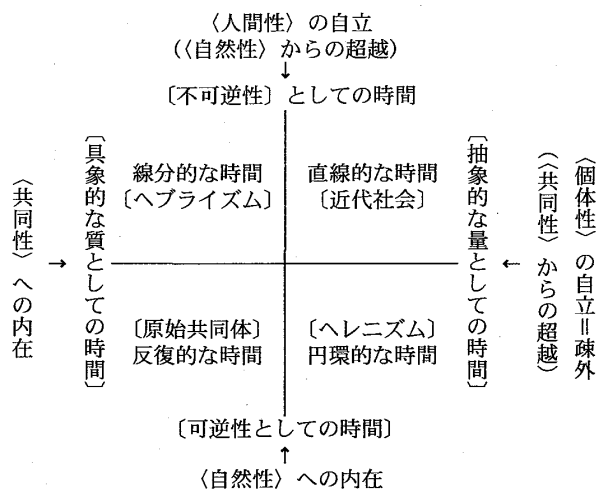 〈人間性〉の自立
(〈自然性〉からの超越)
↓
〔不可逆性〕としての時間
〈共同性〉への内在
→
〔具象的な質としての時間〕
線分的な時間
〔ヘブライズム〕
直線的な時間
〔近代社会〕
〔原始共同体〕
反復的な時間
〔ヘレニズム〕
円環的な時間
〔抽象的な量としての時間〕
←
〈個体性〉の自立=疎外
(〈共同性〉からの超越)
〔可逆性としての時間〕
↑
〈自然性〉への内在